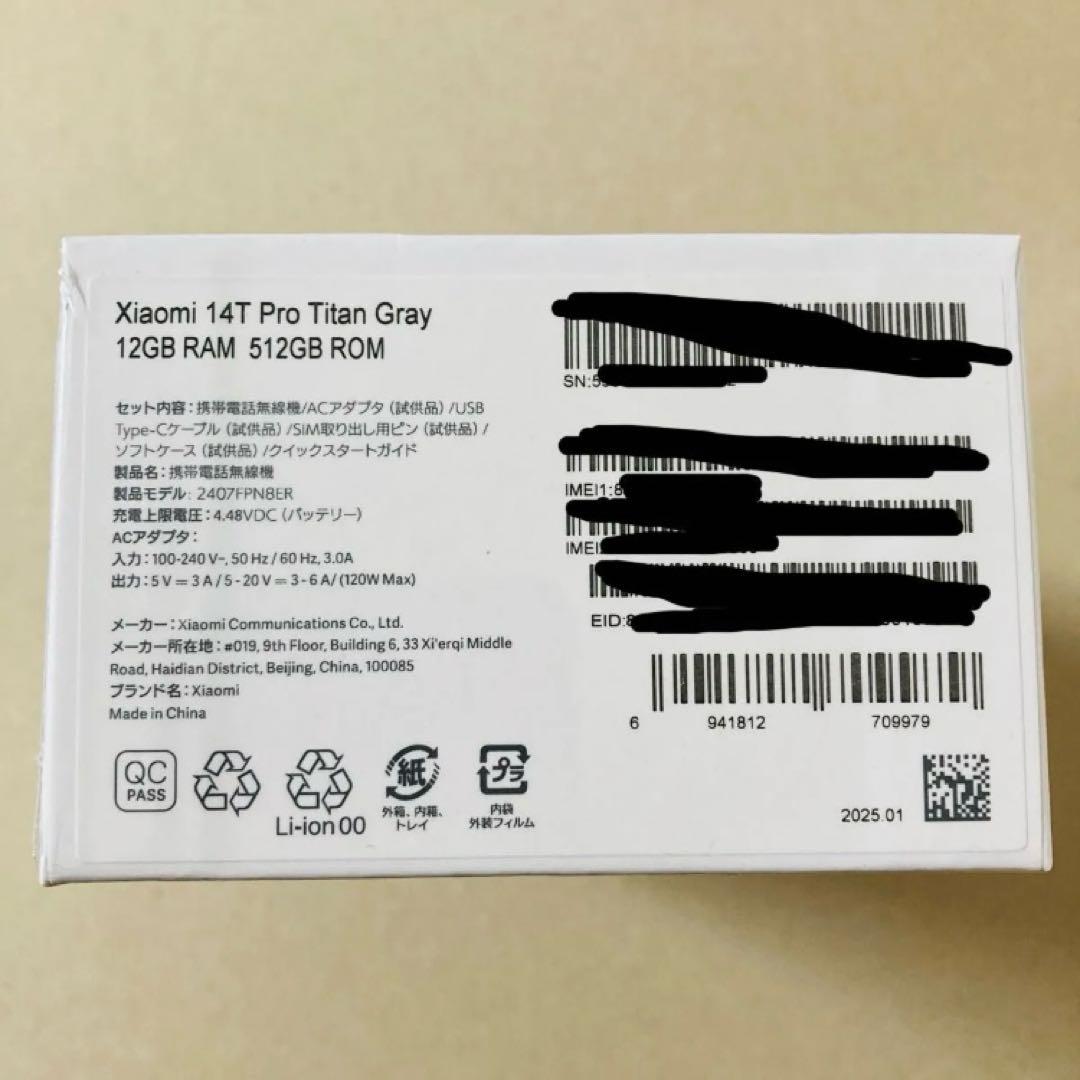 Xiaomi 14T Pro Titan Gray
12GB RAM 512GB ROM
セット内容：携帯電話無線機/ACアダプタ（試供品）/USB
Type-Cケーブル（試供品）/SIM取り出し用ピン（試供品）/
ソフトケース（試供品）/クイックスタートガイド
製品名：携帯電話無線機
製品モデル：2407FPN8ER
充電上限電圧：4.48VDC（バッテリー）
ACアダプタ：
入力：100-240 V~, 50 Hz / 60 Hz, 3.0A
出力：5 V = 3 A / 5 - 20 V = 3 - 6 A/ (120W Max)
メーカー：Xiaomi Communications Co., Ltd.
メーカー所在地：#019, 9th Floor, Building 6, 33 Xi'erqi Middle
Road, Haidian District, Beijing, China, 100085
ブランド名：Xiaomi
Made in China
QC
PASS
Li-ion 00
紙
外箱、内箱、
トレイ
プラ
内袋
外装フィルム
SN:
IMEI1:8
EID:8
6 941812 709979
2025.01